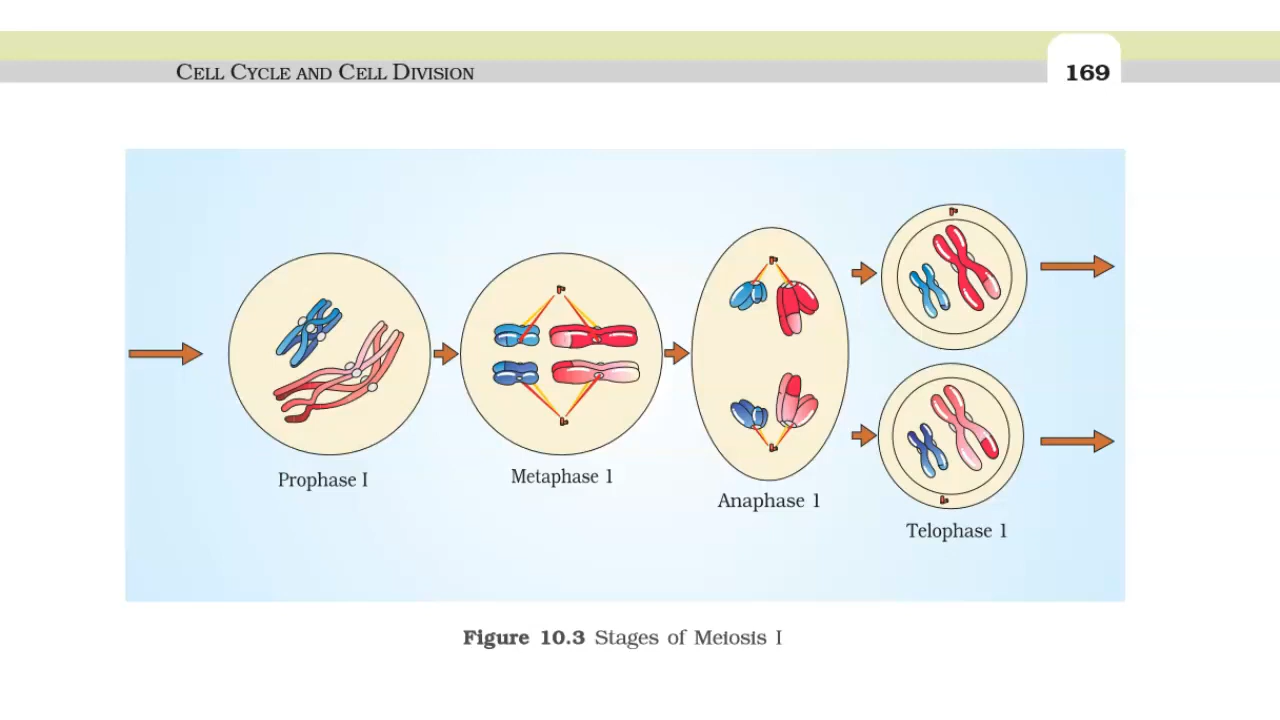 CELL CYCLE AND CELL DIVISION
169
Prophase I
Metaphase 1
Anaphase 1
Telophase 1
Figure 10.3 Stages of Meiosis I